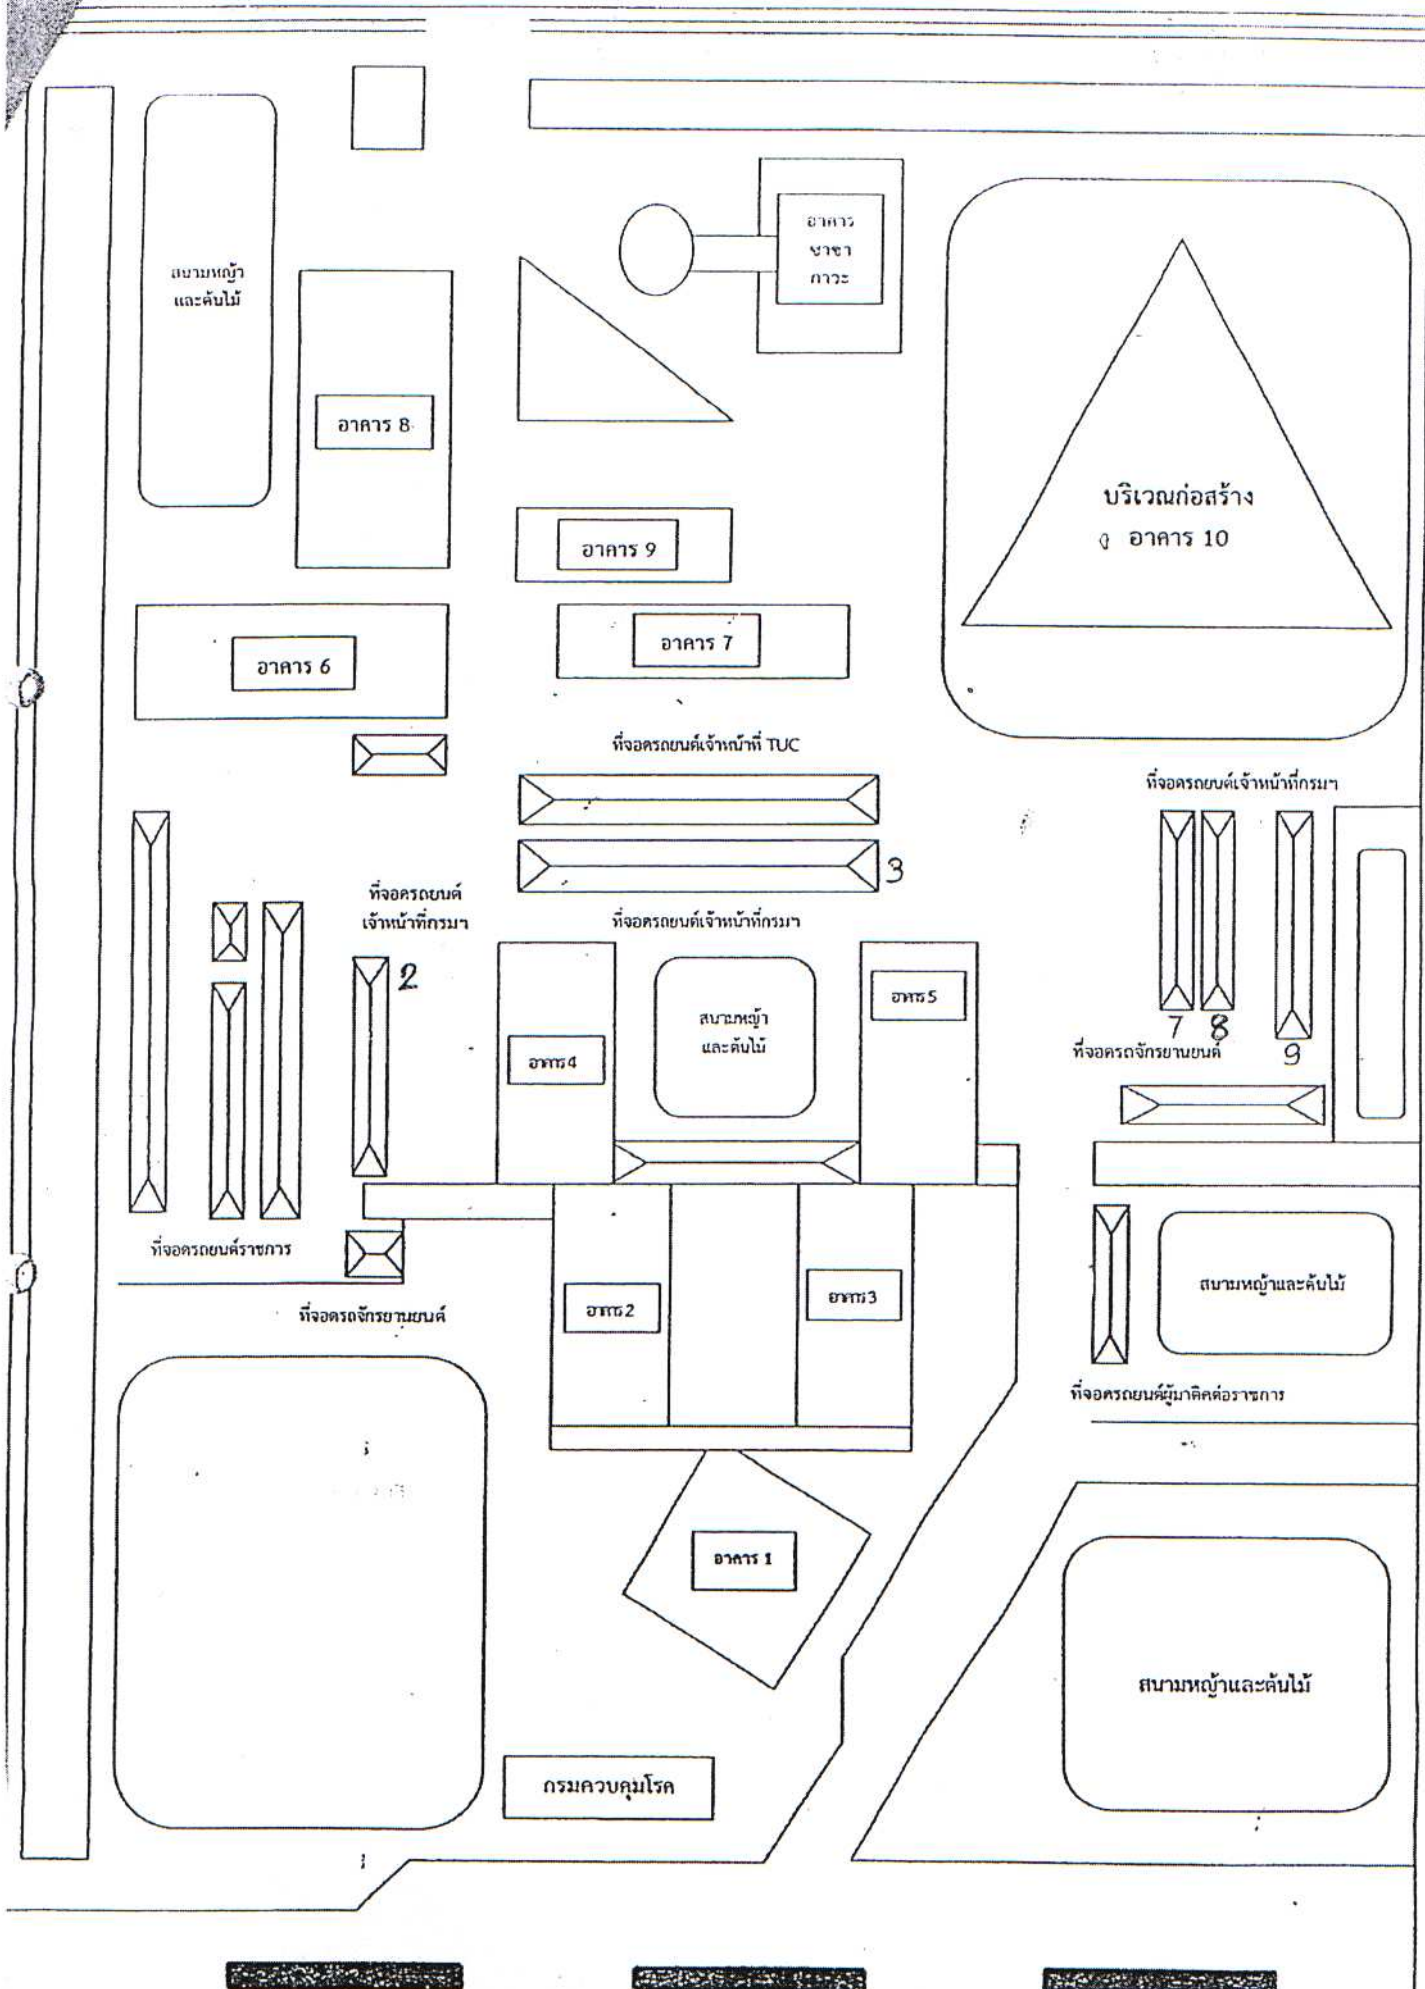 อาคาร
ชาชา
ภาวะ
สนามหญ้า
และต้นไม้
อาคาร 8
บริเวณก่อสร้าง
อาคาร 10
อาคาร 9
อาคาร 7
อาคาร 6
ที่จอดรถยนต์เจ้าหน้าที่ TUC
ที่จอดรถยนต์เจ้าหน้าที่กรมฯ
3
ที่จอดรถยนต์
เจ้าหน้าที่กรมฯ
ที่จอดรถยนต์เจ้าหน้าที่กรมฯ
2
อาคาร 5
สนามหญ้า
และต้นไม้
7
8
9
อาคาร 4
ที่จอดรถจักรยานยนต์
ที่จอดรถยนต์ราชการ
สนามหญ้าและต้นไม้
อาคาร 2
อาคาร 3
ที่จอดรถจักรยานยนต์
ที่จอดรถยนต์ผู้มาติดต่อราชการ
อาคาร 1
สนามหญ้าและต้นไม้
กรมควบคุมโรค